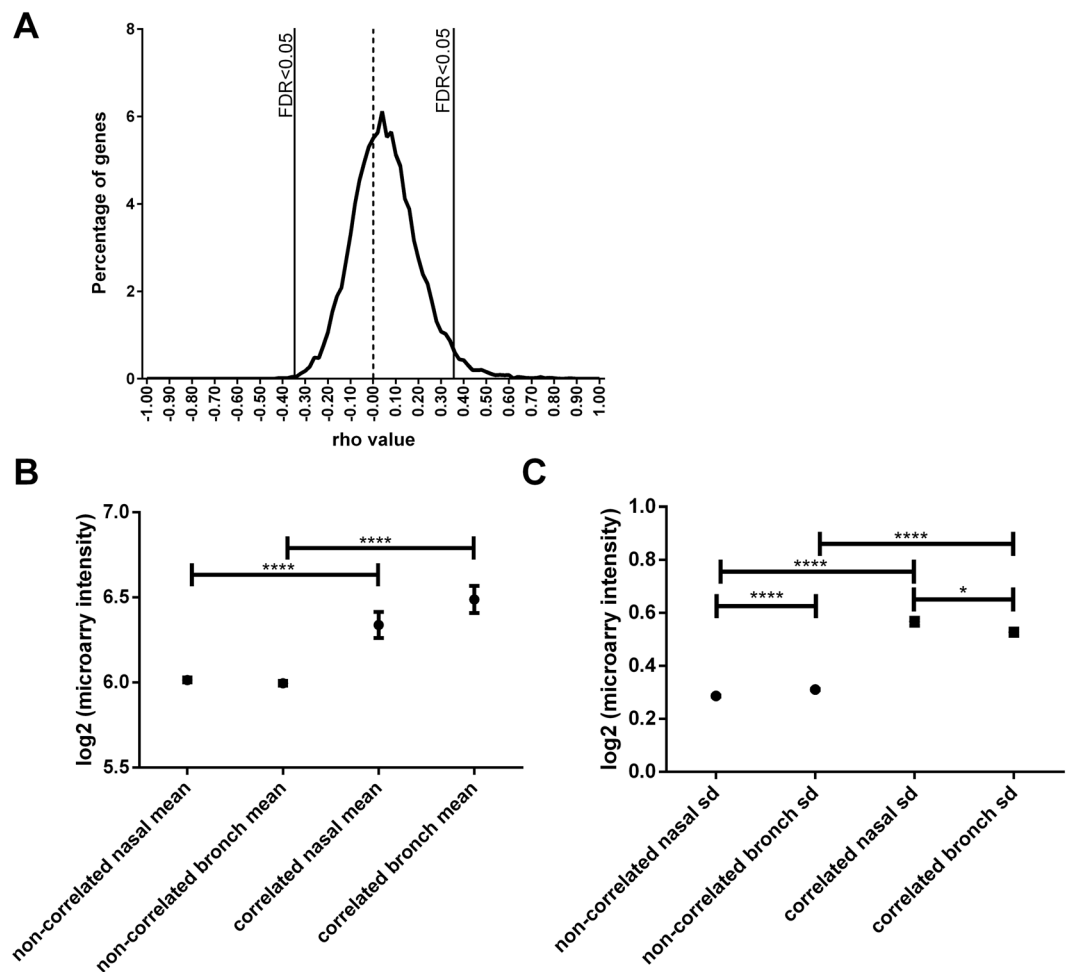 A
8
6
4
2
0
Percentage of genes
FDR<0.05
FDR<0.05
-1.00
-0.90
-0.80
-0.70
-0.60
-0.50
-0.40
-0.30
-0.20
-0.10
-0.00
0.10
0.20
0.30
0.40
0.50
0.60
0.70
0.80
0.90
1.00
rho value
B
7.0
6.5
6.0
5.5
log2 (microarry intensity)
****
****
non-correlated nasal mean
non-correlated bronch mean
correlated nasal mean
correlated bronch mean
C
1.0
0.8
0.6
0.4
0.2
0.0
log2 (microarry intensity)
****
****
****
*
non-correlated nasal sd
non-correlated bronch sd
correlated nasal sd
correlated bronch sd